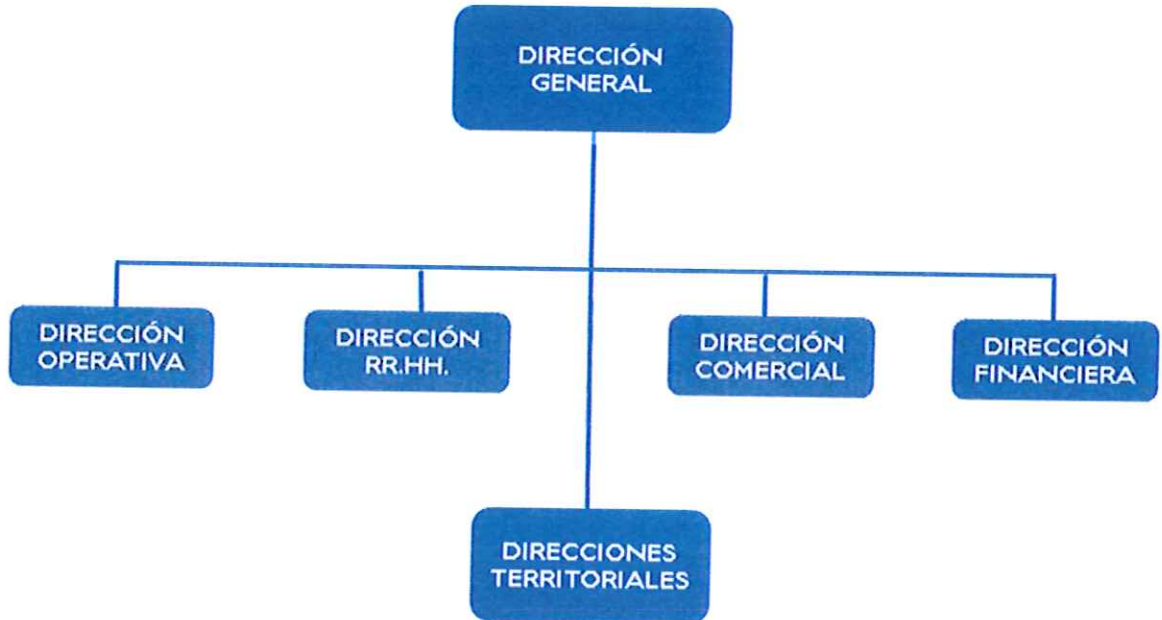 DIRECCIÓN
GENERAL
DIRECCIÓN
OPERATIVA
DIRECCIÓN
RR.HH.
DIRECCIÓN
COMERCIAL
DIRECCIÓN
FINANCIERA
DIRECCIONES
TERRITORIALES